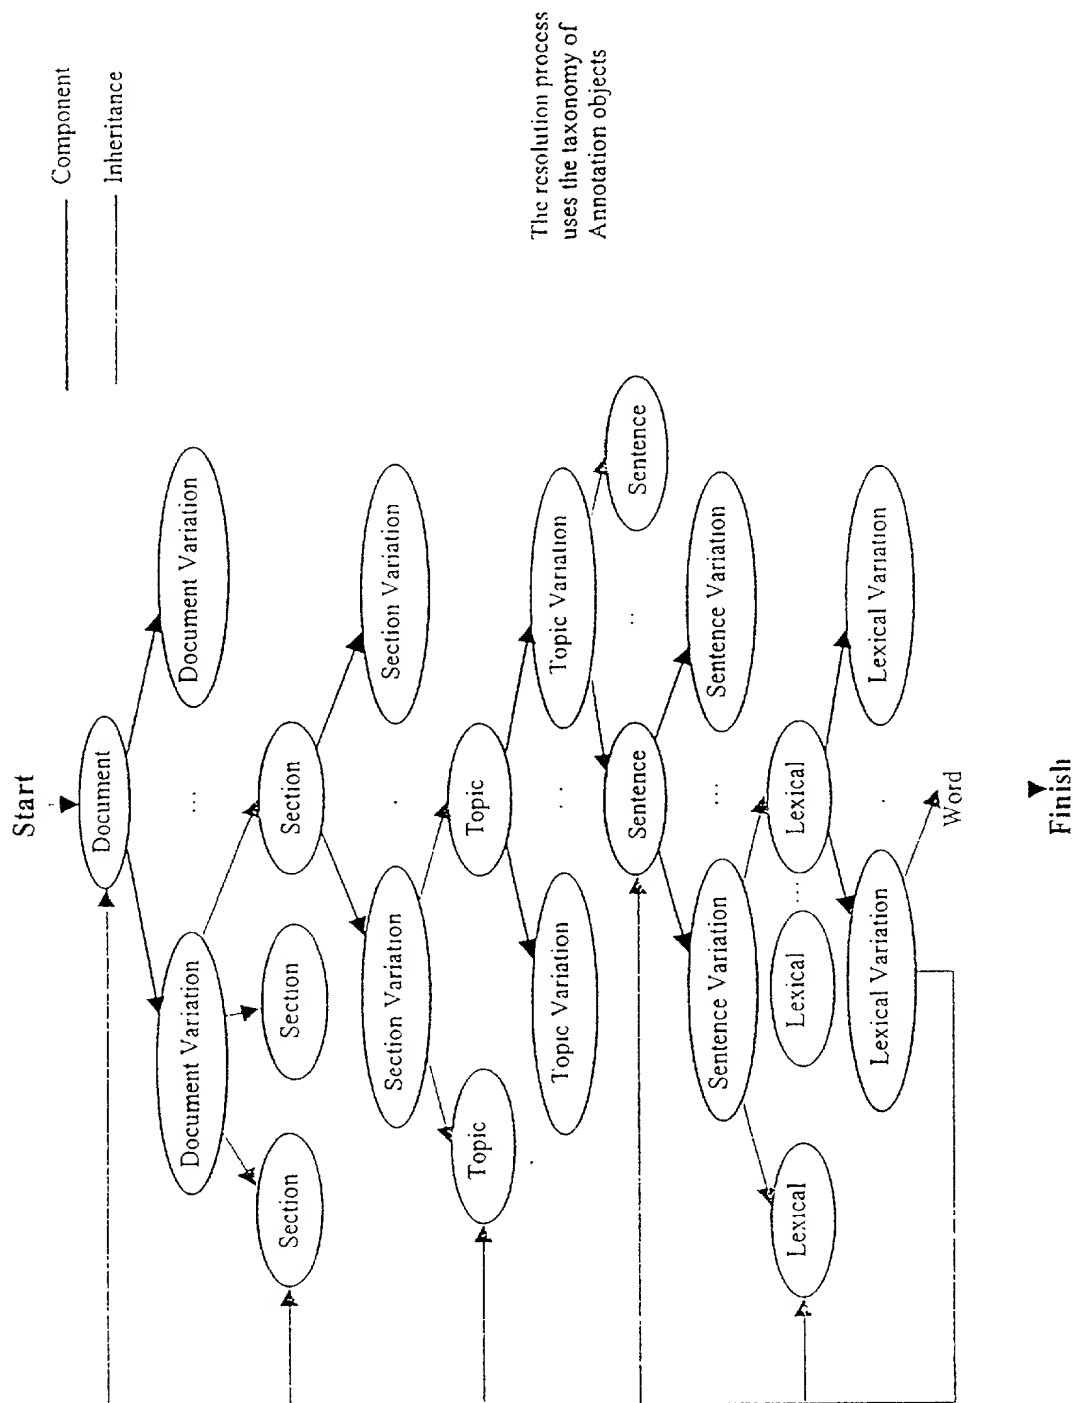 Component
Inheritance
The resolution process
uses the taxonomy of
Annotation objects
Start
Document
Document Variation
...
Document Variation
Section
Section
Section
Section Variation
.
Section Variation
Topic
Topic
Topic Variation
. .
Topic Variation
Sentence
..
Sentence
Sentence Variation
...
Sentence Variation
Lexical
Lexical
...
Lexical
Lexical Variation
.
Lexical Variation
Word
Finish